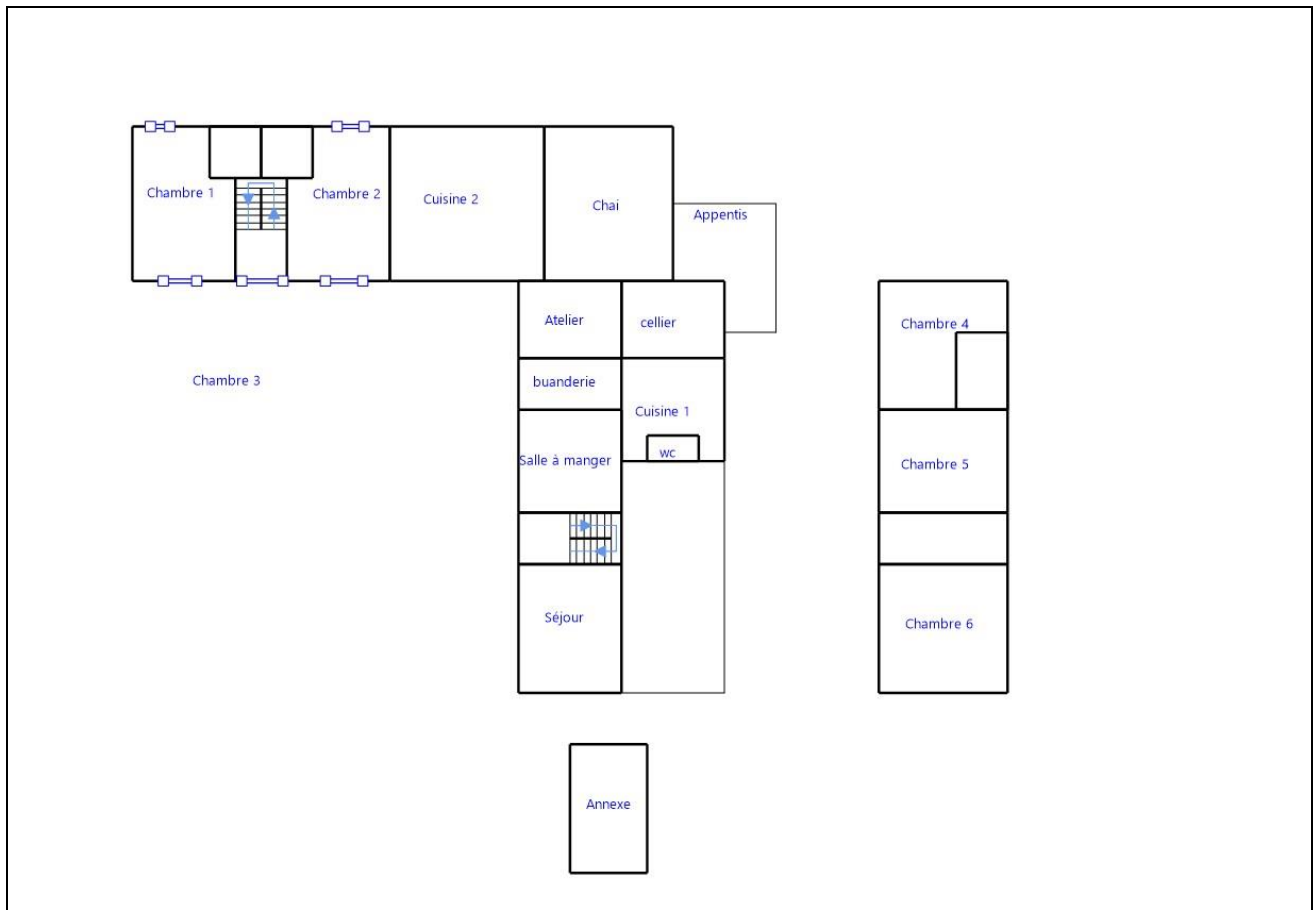 Chambre 1
Chambre 2
Cuisine 2
Chai
Appentis
Atelier
cellier
Chambre 4
Chambre 3
buanderie
Cuisine 1
wc
Salle à manger
Chambre 5
Séjour
Chambre 6
Annexe